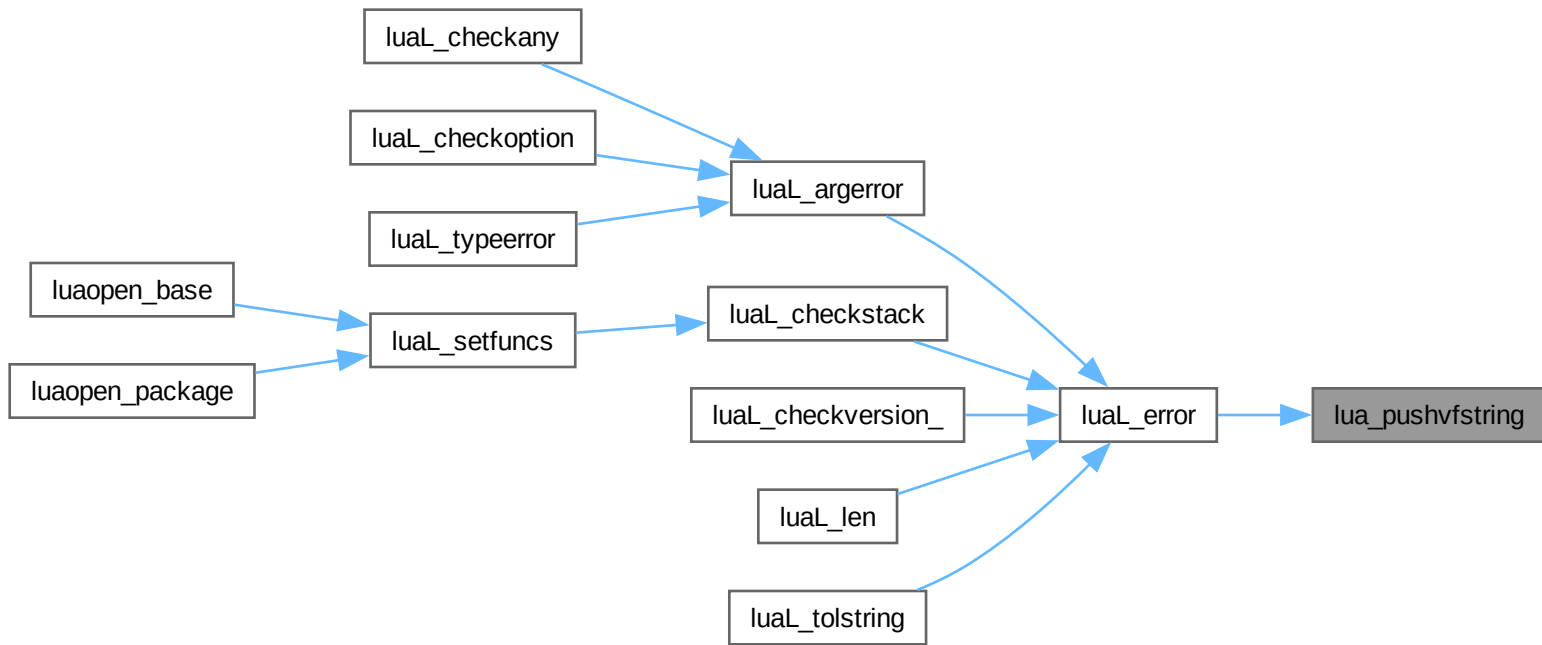 luaL_checkany
luaL_checkoption
luaL_argerror
luaL_typeerror
luaopen_base
luaL_checkstack
luaL_setfuncs
luaopen_package
luaL_checkversion_
luaL_error
lua_pushvfstring
luaL_len
luaL_tolstring